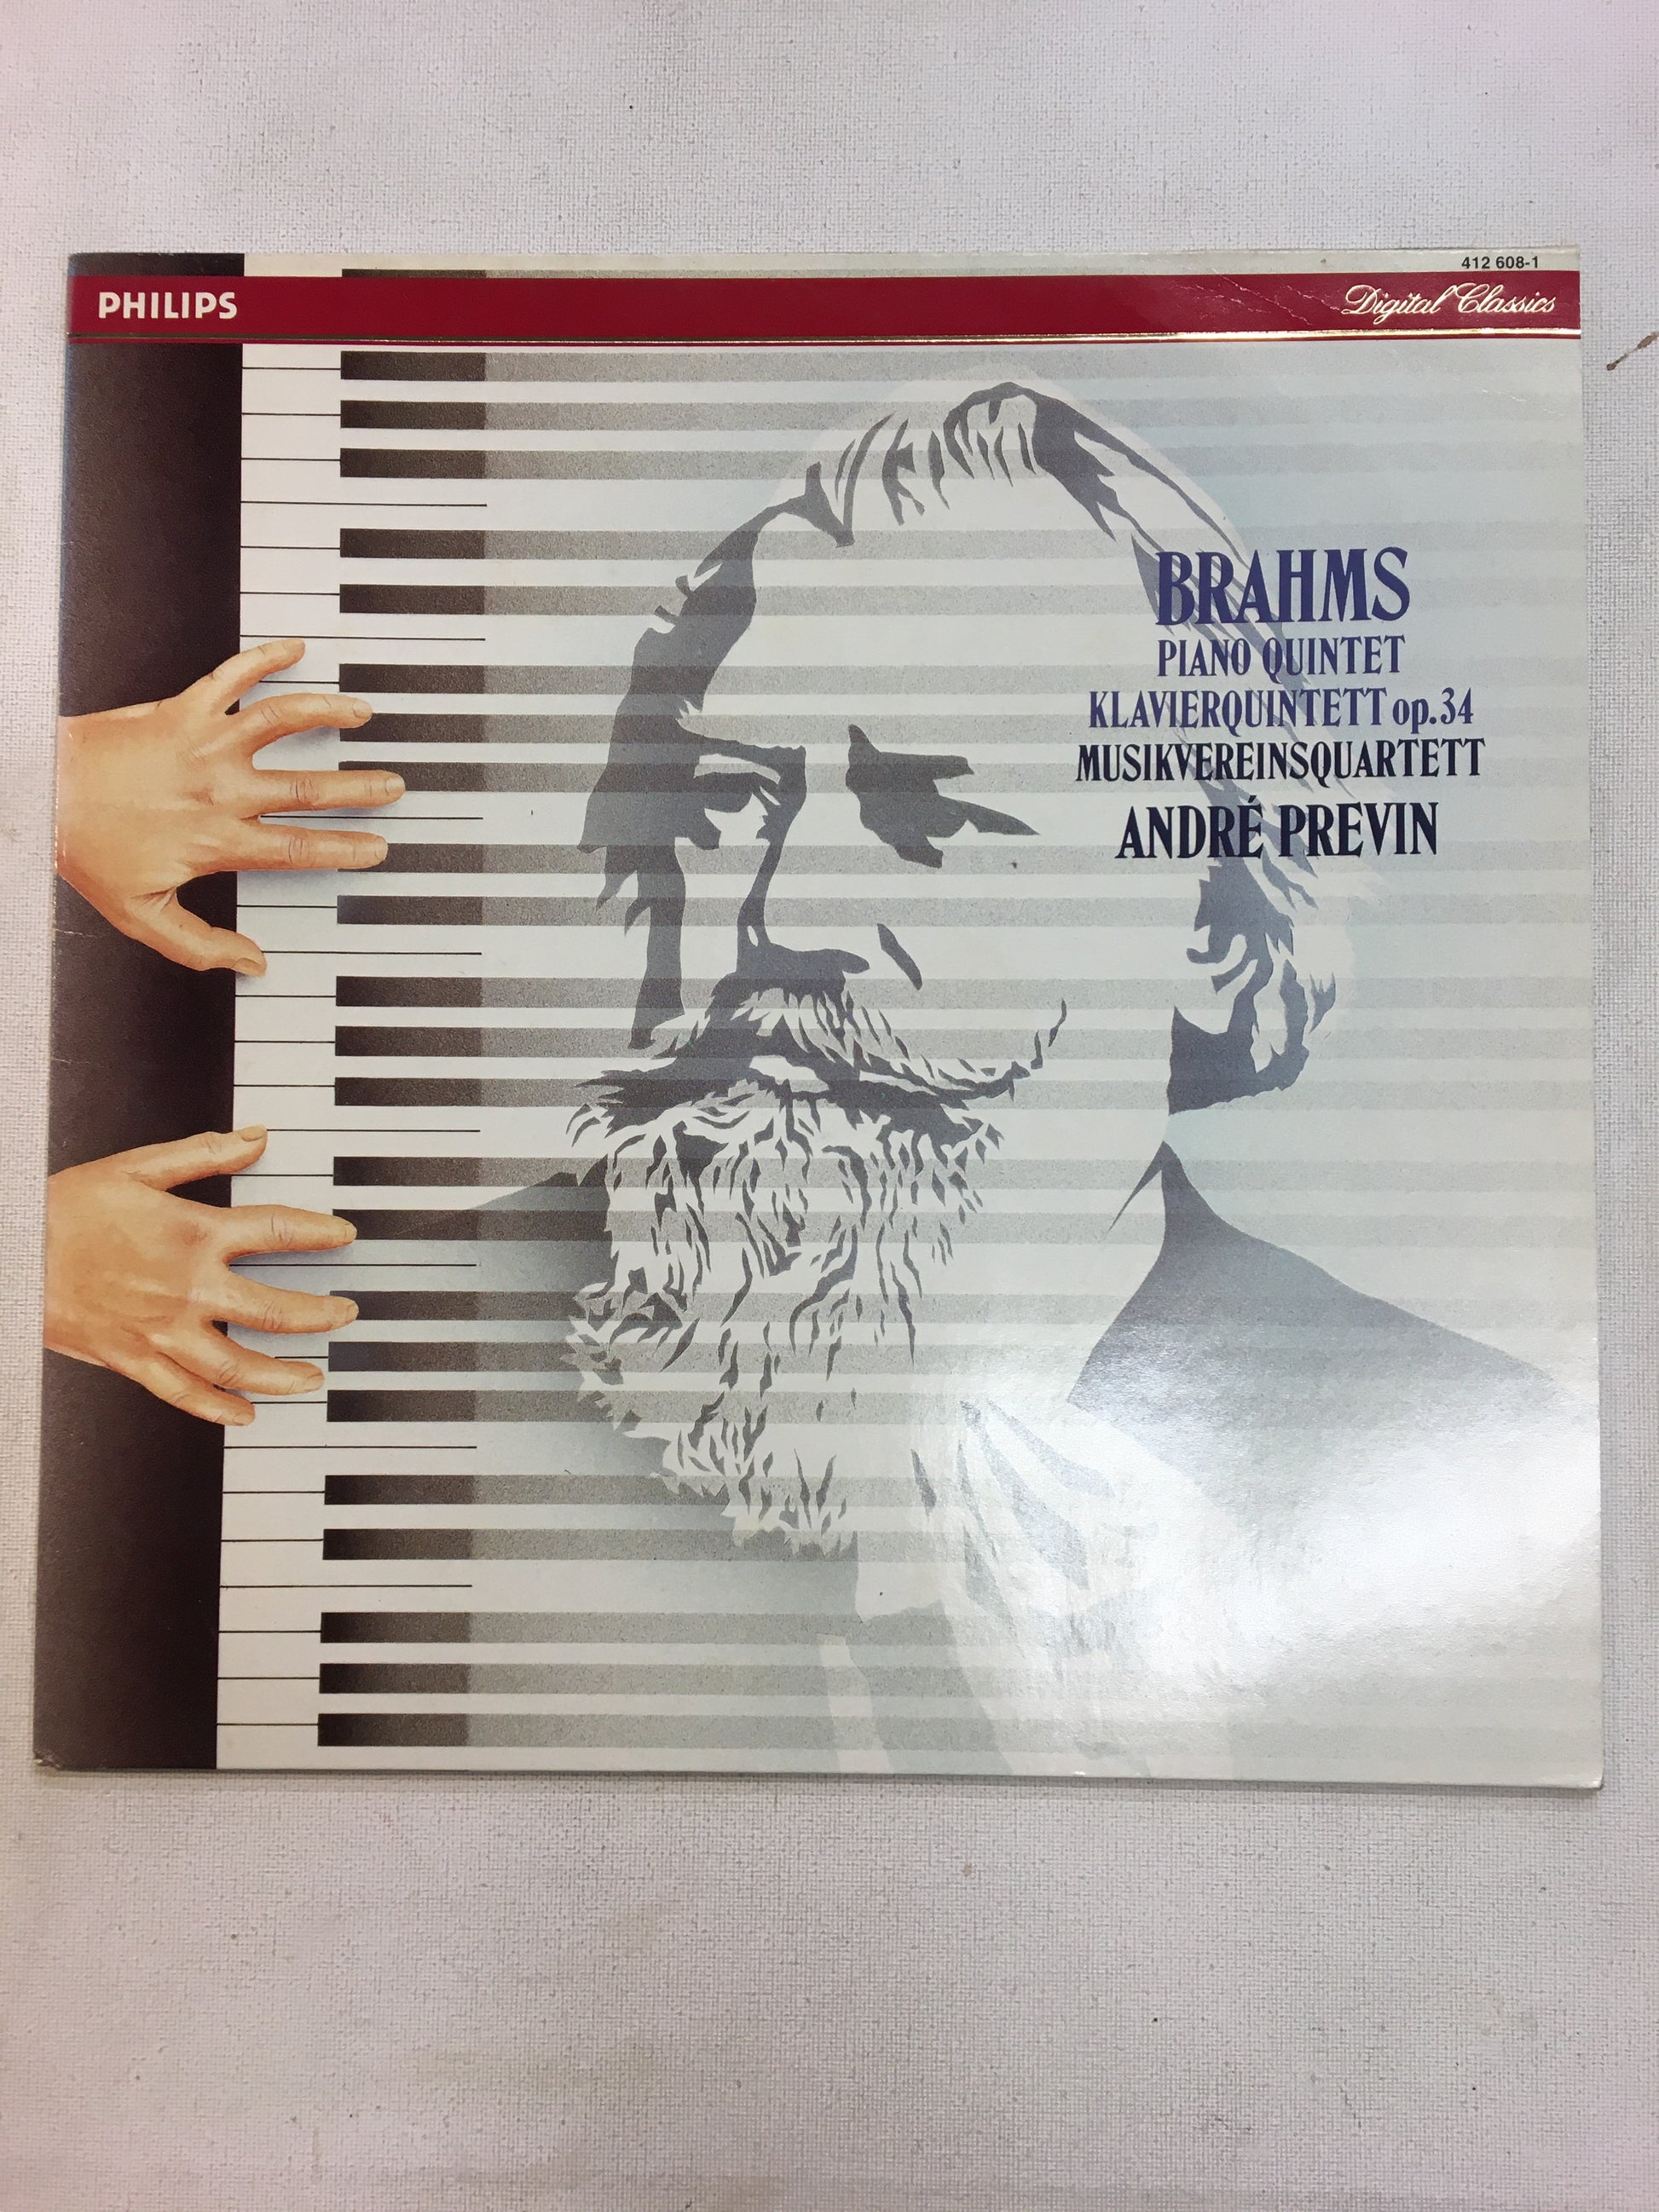 412 608-1
PHILIPS
Digital Classics
BRAHMS
PIANO QUINTET
KLAVIERQUINTETT op.34
MUSIKVEREINSQUARTETT
ANDRÉ PREVIN